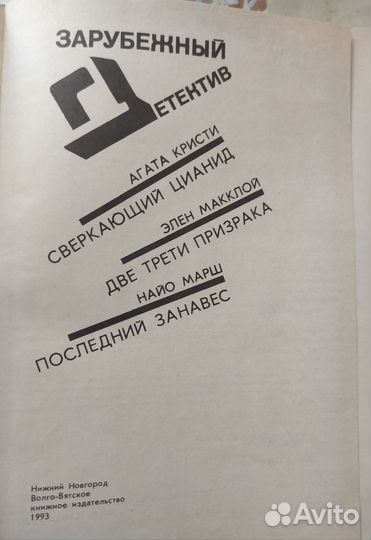 ЗАРУБЕЖНЫЙ
ДЕТЕКТИВ
АГАТА КРИСТИ
СВЕРКАЮЩИЙ ЦИАНИД
ЭЛЕН МАККЛОЙ
ДВЕ ТРЕТИ ПРИЗРАКА
НАЙО МАРШ
ПОСЛЕДНИЙ ЗАНАВЕС
Нижний Новгород
Волго-Вятское
книжное издательство
1993
Avito